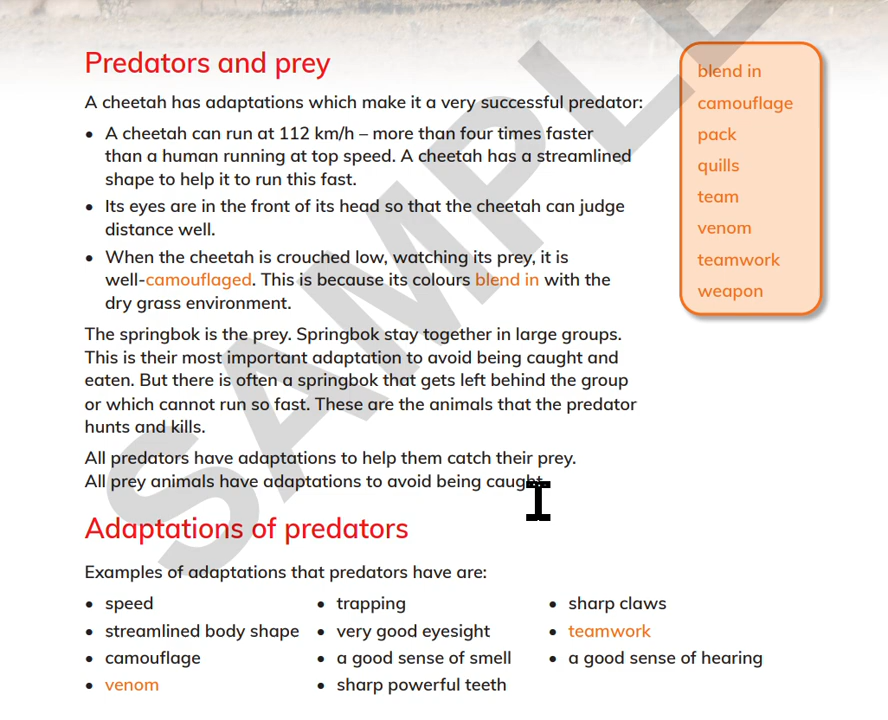 Predators and prey
A cheetah has adaptations which make it a very successful predator:
• A cheetah can run at 112 km/h – more than four times faster
than a human running at top speed. A cheetah has a streamlined
shape to help it to run this fast.
• Its eyes are in the front of its head so that the cheetah can judge
distance well.
• When the cheetah is crouched low, watching its prey, it is
well-camouflaged. This is because its colours blend in with the
dry grass environment.
The springbok is the prey. Springbok stay together in large groups.
This is their most important adaptation to avoid being caught and
eaten. But there is often a springbok that gets left behind the group
or which cannot run so fast. These are the animals that the predator
hunts and kills.
All predators have adaptations to help them catch their prey.
All prey animals have adaptations to avoid being caught.
blend in
camouflage
pack
quills
team
venom
teamwork
weapon
Adaptations of predators
Examples of adaptations that predators have are:
• speed
• streamlined body shape
• camouflage
• venom
• trapping
• very good eyesight
• a good sense of smell
• sharp powerful teeth
• sharp claws
• teamwork
• a good sense of hearing
SAMPLE